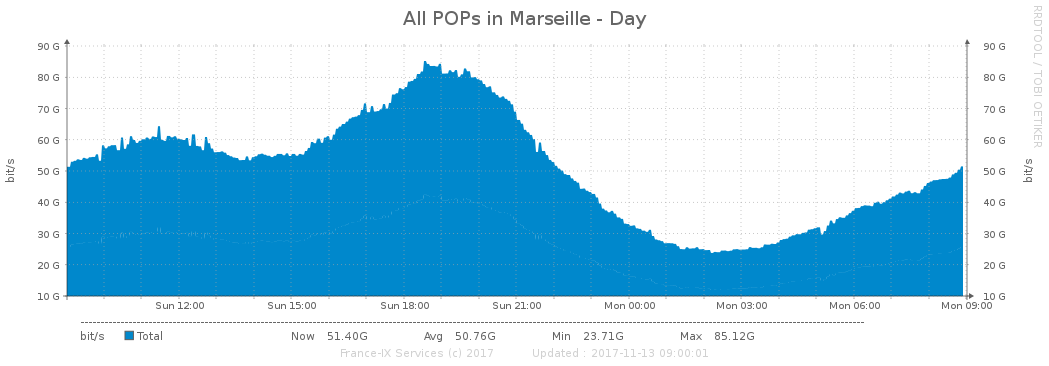 All POPs in Marseille - Day
RRDTOOL / TOBI OETIKER
90 G 90 G
80 G 80 G
70 G 70 G
60 G 60 G
50 G 50 G
40 G 40 G
30 G 30 G
20 G 20 G
10 G 10 G
bit/s bit/s
Sun 12:00 Sun 15:00 Sun 18:00 Sun 21:00 Mon 00:00 Mon 03:00 Mon 06:00 Mon 09:00
bit/s Total Now 51.40G Avg 50.76G Min 23.71G Max 85.12G
France-IX Services (c) 2017 Updated : 2017-11-13 09:00:01